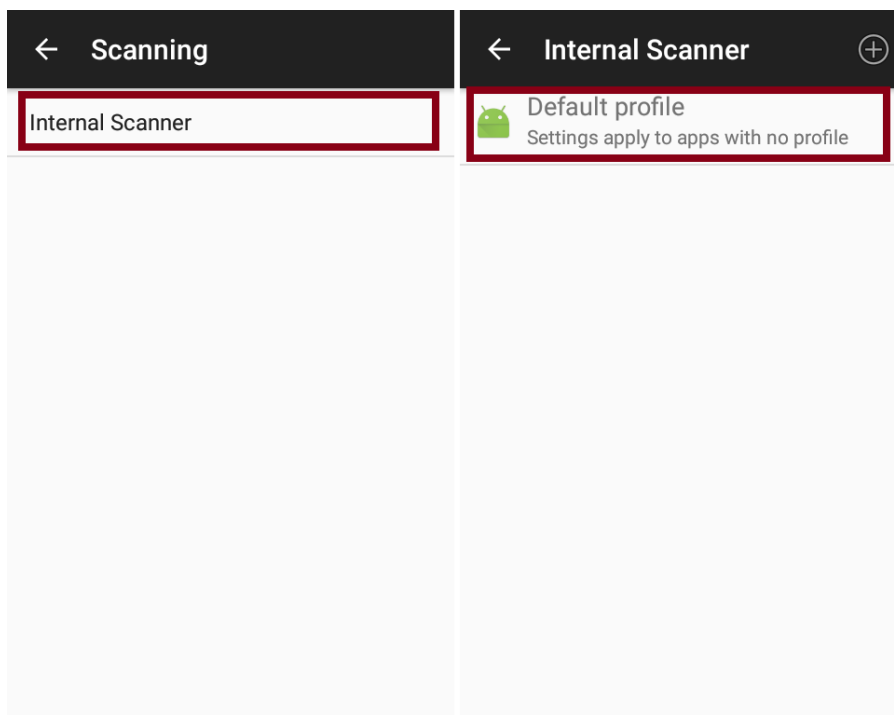 Scanning
Internal Scanner
Internal Scanner
Default profile
Settings apply to apps with no profile